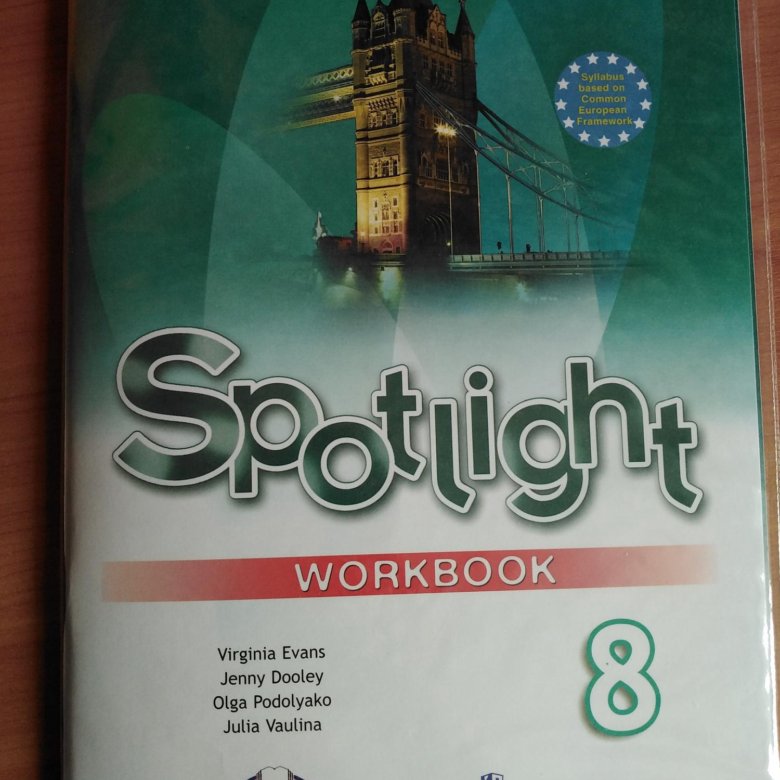 Syllabus
based on
Common
European
Framework
Spotlight
WORKBOOK
8
Virginia Evans
Jenny Dooley
Olga Podolyako
Julia Vaulina